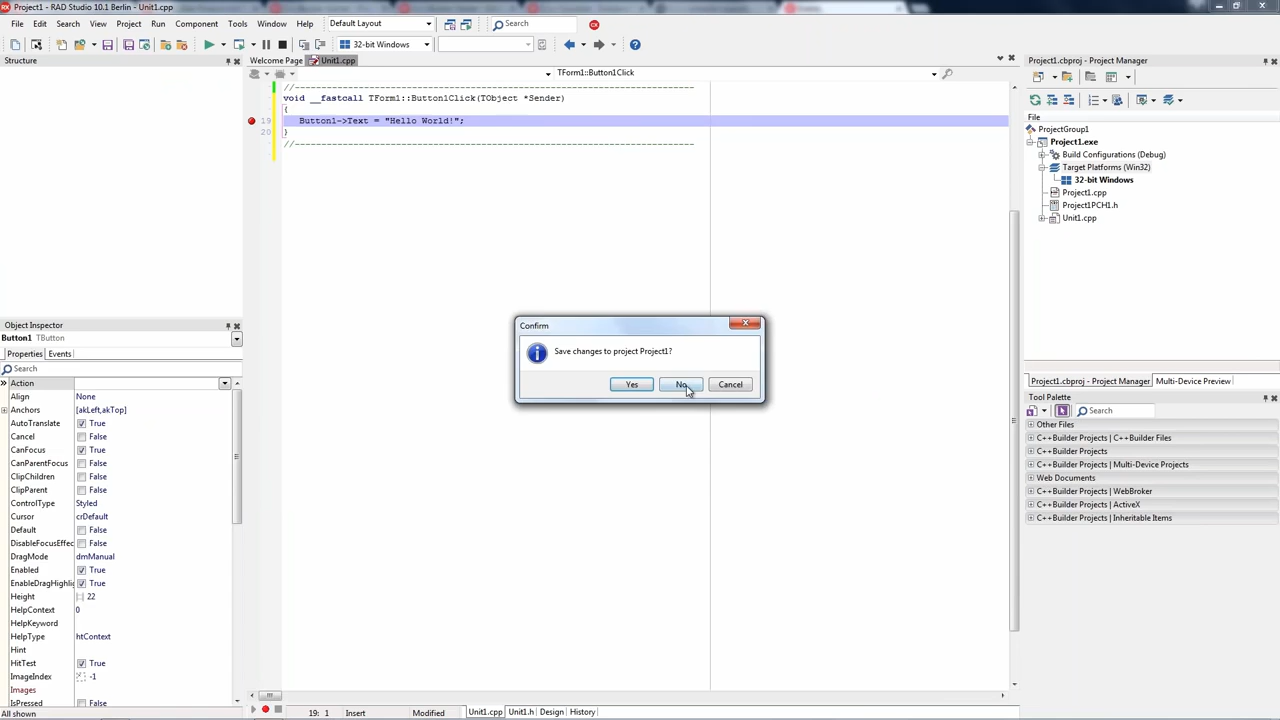 Project1 - RAD Studio 10.1 Berlin - Unit1.cpp
File Edit Search View Project Run Component Tools Window Help
Default Layout
Search
32-bit Windows
Structure
Welcome Page
Unit1.cpp
TForm1::Button1Click
//---------------------------------------------------------------------------
void __fastcall TForm1::Button1Click(TObject *Sender)
{
19 Button1->Text = "Hello World!";
20 }
//---------------------------------------------------------------------------
Confirm
Save changes to project Project1?
Yes No Cancel
Object Inspector
Button1 TButton
Properties Events
Search
Action
Align None
Anchors [akLeft,akTop]
AutoTranslate True
Cancel False
CanFocus True
CanParentFocus False
ClipChildren False
ClipParent False
ControlType Styled
Cursor crDefault
Default False
DisableFocusEffec False
DragMode dmManual
Enabled True
EnableDragHighlig True
Height 22
HelpContext 0
HelpKeyword
HelpType htContext
Hint
HitTest True
ImageIndex -1
Images
IsPressed False
All shown
19: 1 Insert Modified Unit1.cpp Unit1.h Design History
Project1.cbproj - Project Manager
File
ProjectGroup1
Project1.exe
Build Configurations (Debug)
Target Platforms (Win32)
32-bit Windows
Project1.cpp
Project1PCH1.h
Unit1.cpp
Project1.cbproj - Project Manager
Multi-Device Preview
Tool Palette
Search
Other Files
C++Builder Projects | C++Builder Files
C++Builder Projects
C++Builder Projects | Multi-Device Projects
Web Documents
C++Builder Projects | WebBroker
C++Builder Projects | ActiveX
C++Builder Projects | Inheritable Items